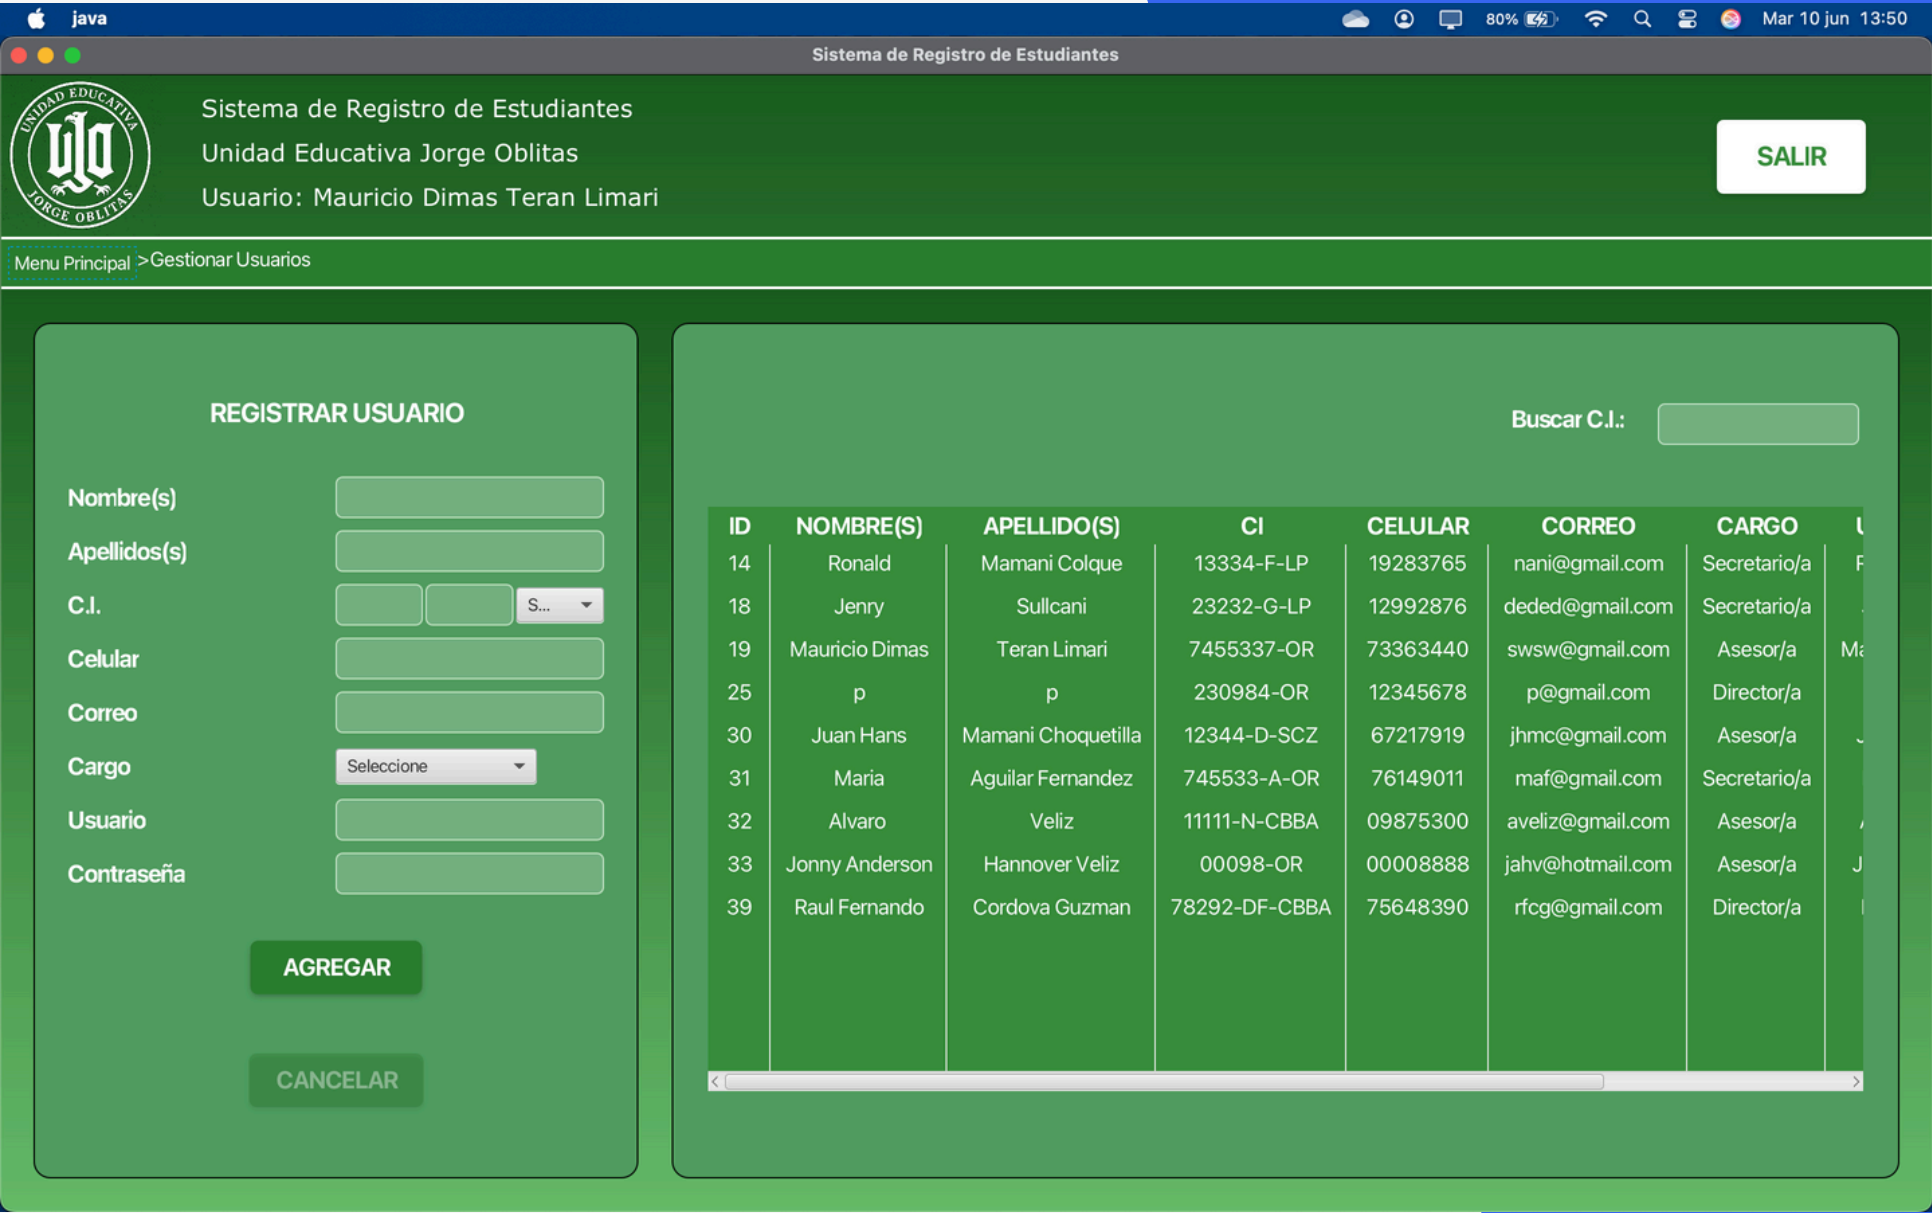 java
80%
Mar 10 jun 13:50
Sistema de Registro de Estudiantes
UNIDAD EDUCATIVA
UJO
JORGE OBLITAS
Sistema de Registro de Estudiantes
Unidad Educativa Jorge Oblitas
Usuario: Mauricio Dimas Teran Limari
SALIR
Menu Principal >Gestionar Usuarios
REGISTRAR USUARIO
Nombre(s)
Apellidos(s)
C.I. S...
Celular
Correo
Cargo Seleccione
Usuario
Contraseña
AGREGAR
CANCELAR
Buscar C.I.:
ID NOMBRE(S) APELLIDO(S) CI CELULAR CORREO CARGO
14 Ronald Mamani Colque 13334-F-LP 19283765 nani@gmail.com Secretario/a
18 Jenry Sullcani 23232-G-LP 12992876 deded@gmail.com Secretario/a
19 Mauricio Dimas Teran Limari 7455337-OR 73363440 swsw@gmail.com Asesor/a
25 p p 230984-OR 12345678 p@gmail.com Director/a
30 Juan Hans Mamani Choquetilla 12344-D-SCZ 67217919 jhmc@gmail.com Asesor/a
31 Maria Aguilar Fernandez 745533-A-OR 76149011 maf@gmail.com Secretario/a
32 Alvaro Veliz 11111-N-CBBA 09875300 aveliz@gmail.com Asesor/a
33 Jonny Anderson Hannover Veliz 00098-OR 00008888 jahv@hotmail.com Asesor/a
39 Raul Fernando Cordova Guzman 78292-DF-CBBA 75648390 rfcg@gmail.com Director/a